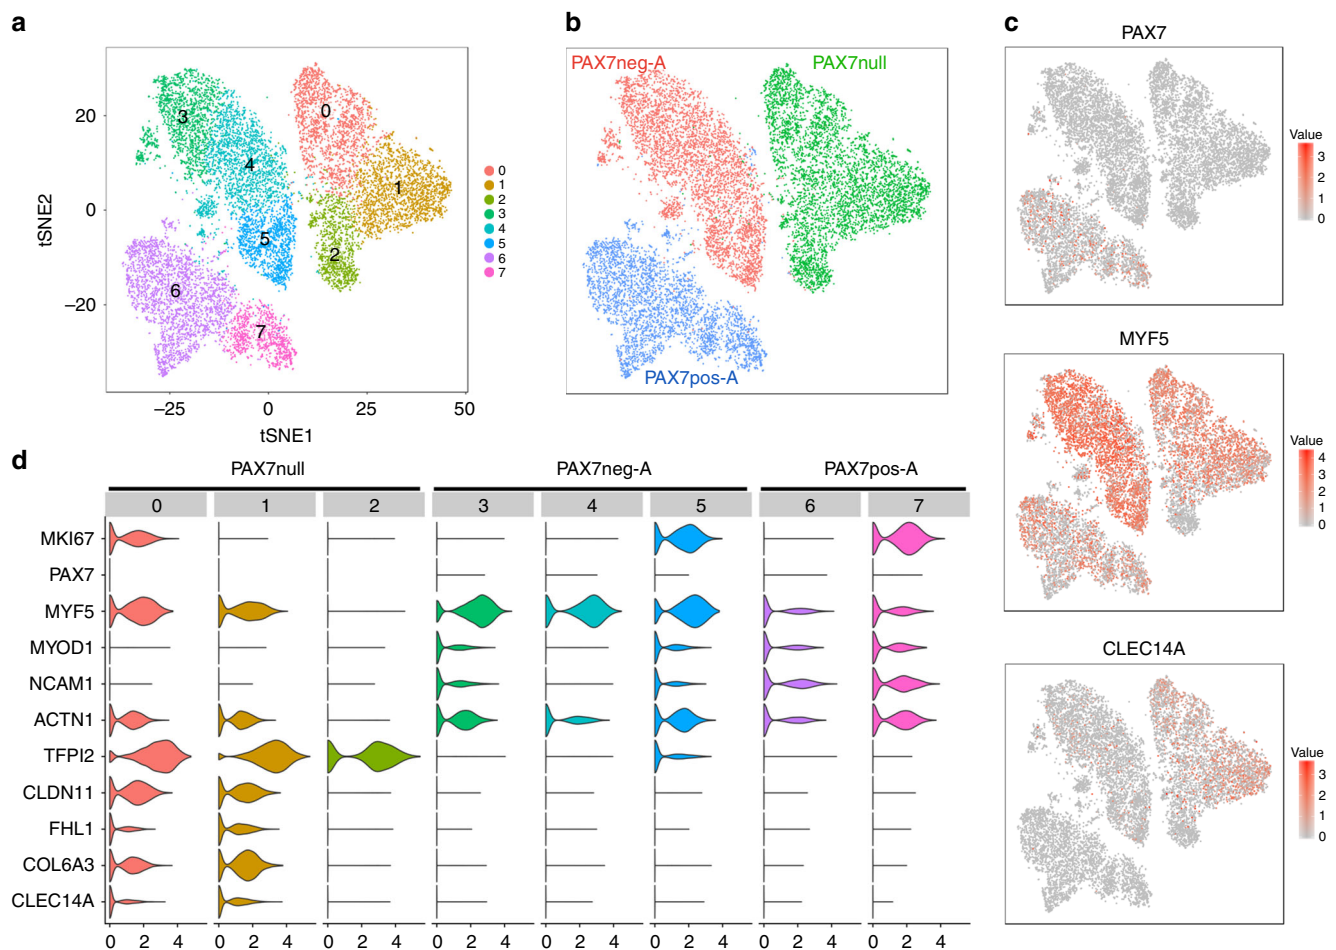 a
20
0
−20
tSNE2
−25
0
25
50
tSNE1
0
1
2
3
4
5
6
7
0
1
2
3
4
5
6
7
b
PAX7neg-A
PAX7null
PAX7pos-A
c
PAX7
Value
3
2
1
0
MYF5
Value
4
3
2
1
0
CLEC14A
Value
3
2
1
0
d
PAX7null PAX7neg-A PAX7pos-A
0 1 2 3 4 5 6 7
MKI67
PAX7
MYF5
MYOD1
NCAM1
ACTN1
TFPI2
CLDN11
FHL1
COL6A3
CLEC14A
0 2 4 0 2 4 0 2 4 0 2 4 0 2 4 0 2 4 0 2 4 0 2 4